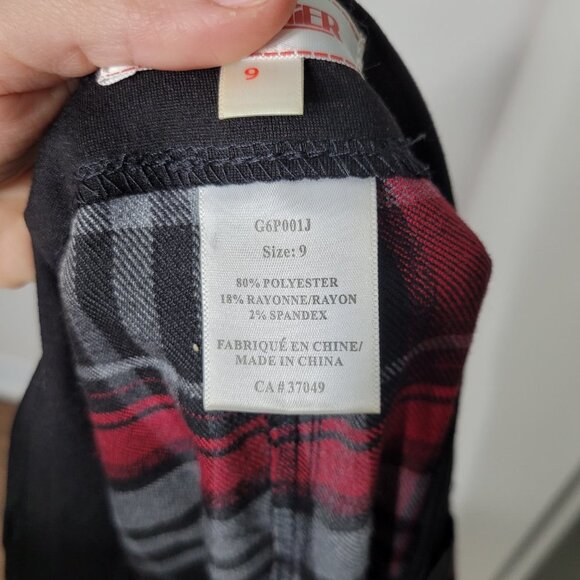 9
G6P001J
Size: 9
80% POLYESTER
18% RAYONNE/RAYON
2% SPANDEX
FABRIQUÉ EN CHINE/
MADE IN CHINA
CA # 37049